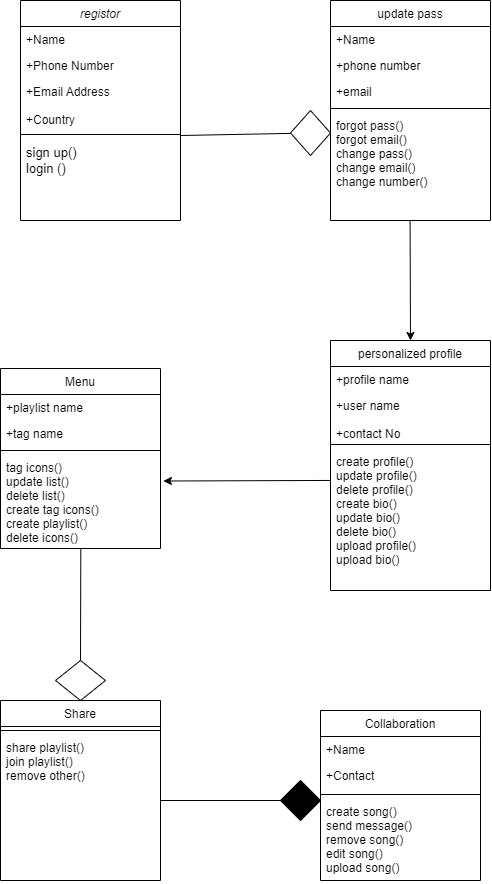 registor
+Name
+Phone Number
+Email Address
+Country
sign up()
login ()
update pass
+Name
+phone number
+email
forgot pass()
forgot email()
change pass()
change email()
change number()
personalized profile
+profile name
+user name
+contact No
create profile()
update profile()
delete profile()
create bio()
update bio()
delete bio()
upload profile()
upload bio()
Menu
+playlist name
+tag name
tag icons()
update list()
delete list()
create tag icons()
create playlist()
delete icons()
Share
share playlist()
join playlist()
remove other()
Collaboration
+Name
+Contact
create song()
send message()
remove song()
edit song()
upload song()